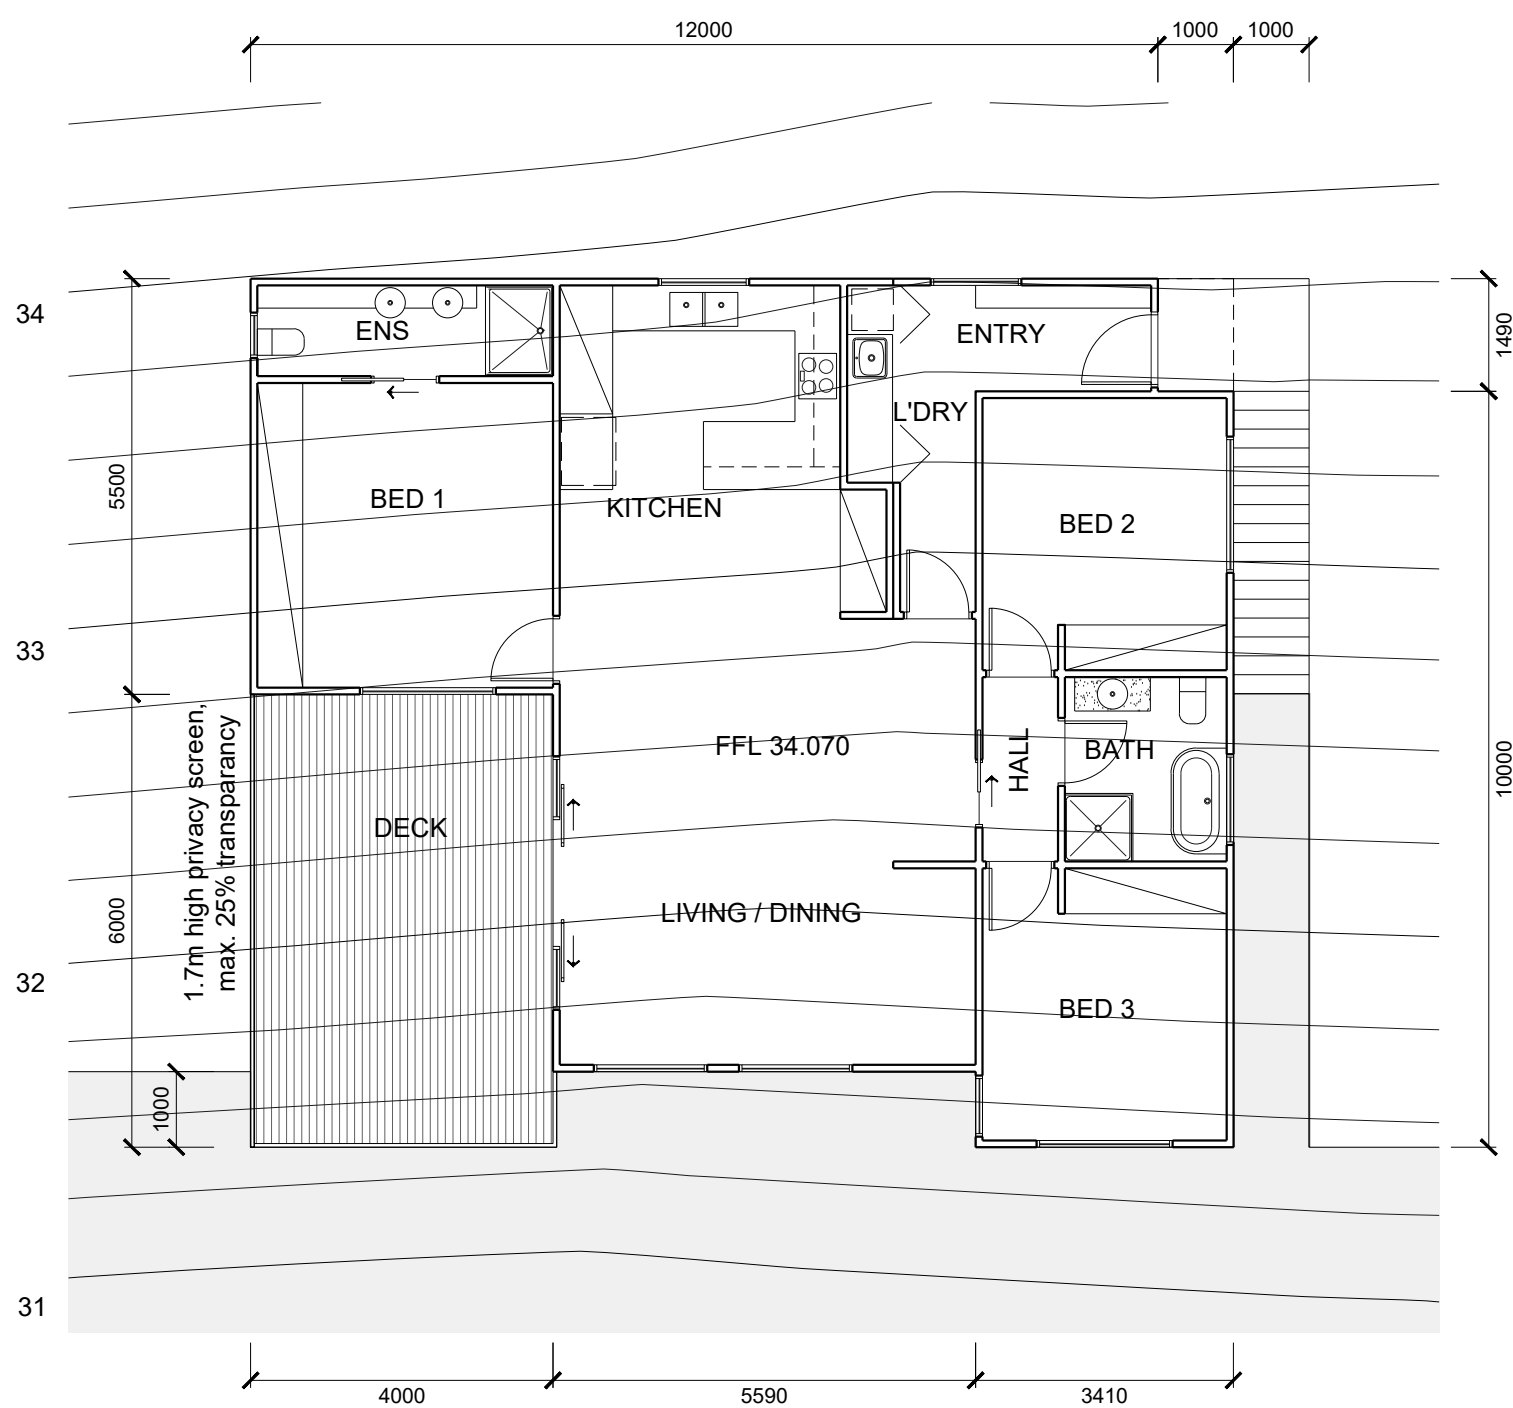 12000
1000
1000
34
ENS
ENTRY
1490
L'DRY
5500
BED 1
KITCHEN
BED 2
33
1.7m high privacy screen,
max. 25% transparancy
FFL 34.070
HALL
BATH
10000
DECK
6000
LIVING / DINING
32
BED 3
1000
31
4000
5590
3410